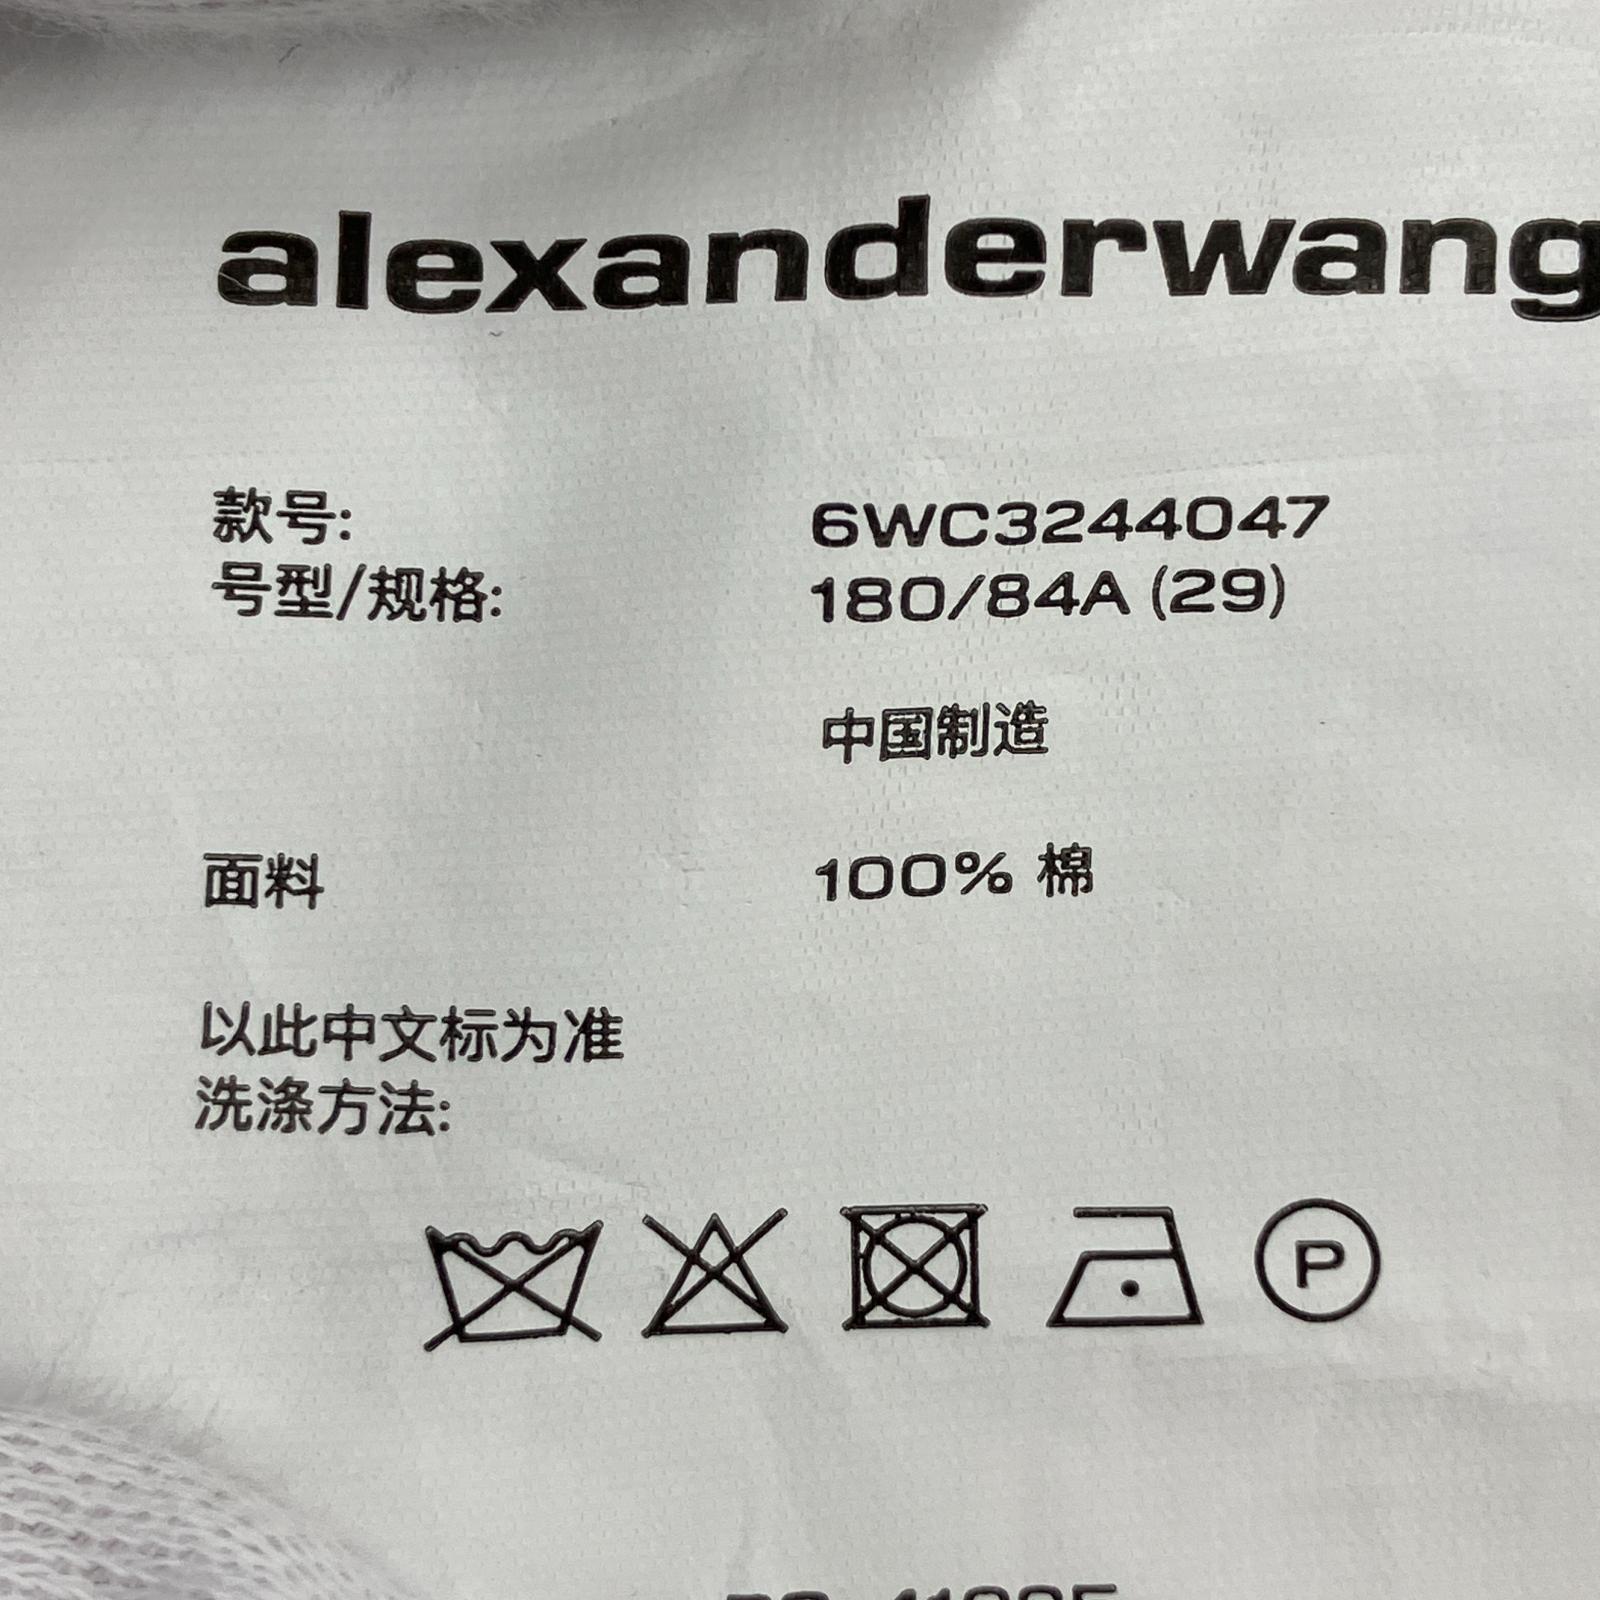 alexanderwang
款号: 6WC3244047
号型/规格: 180/84A (29)
中国制造
面料 100% 棉
以此中文标为准
洗涤方法:
P